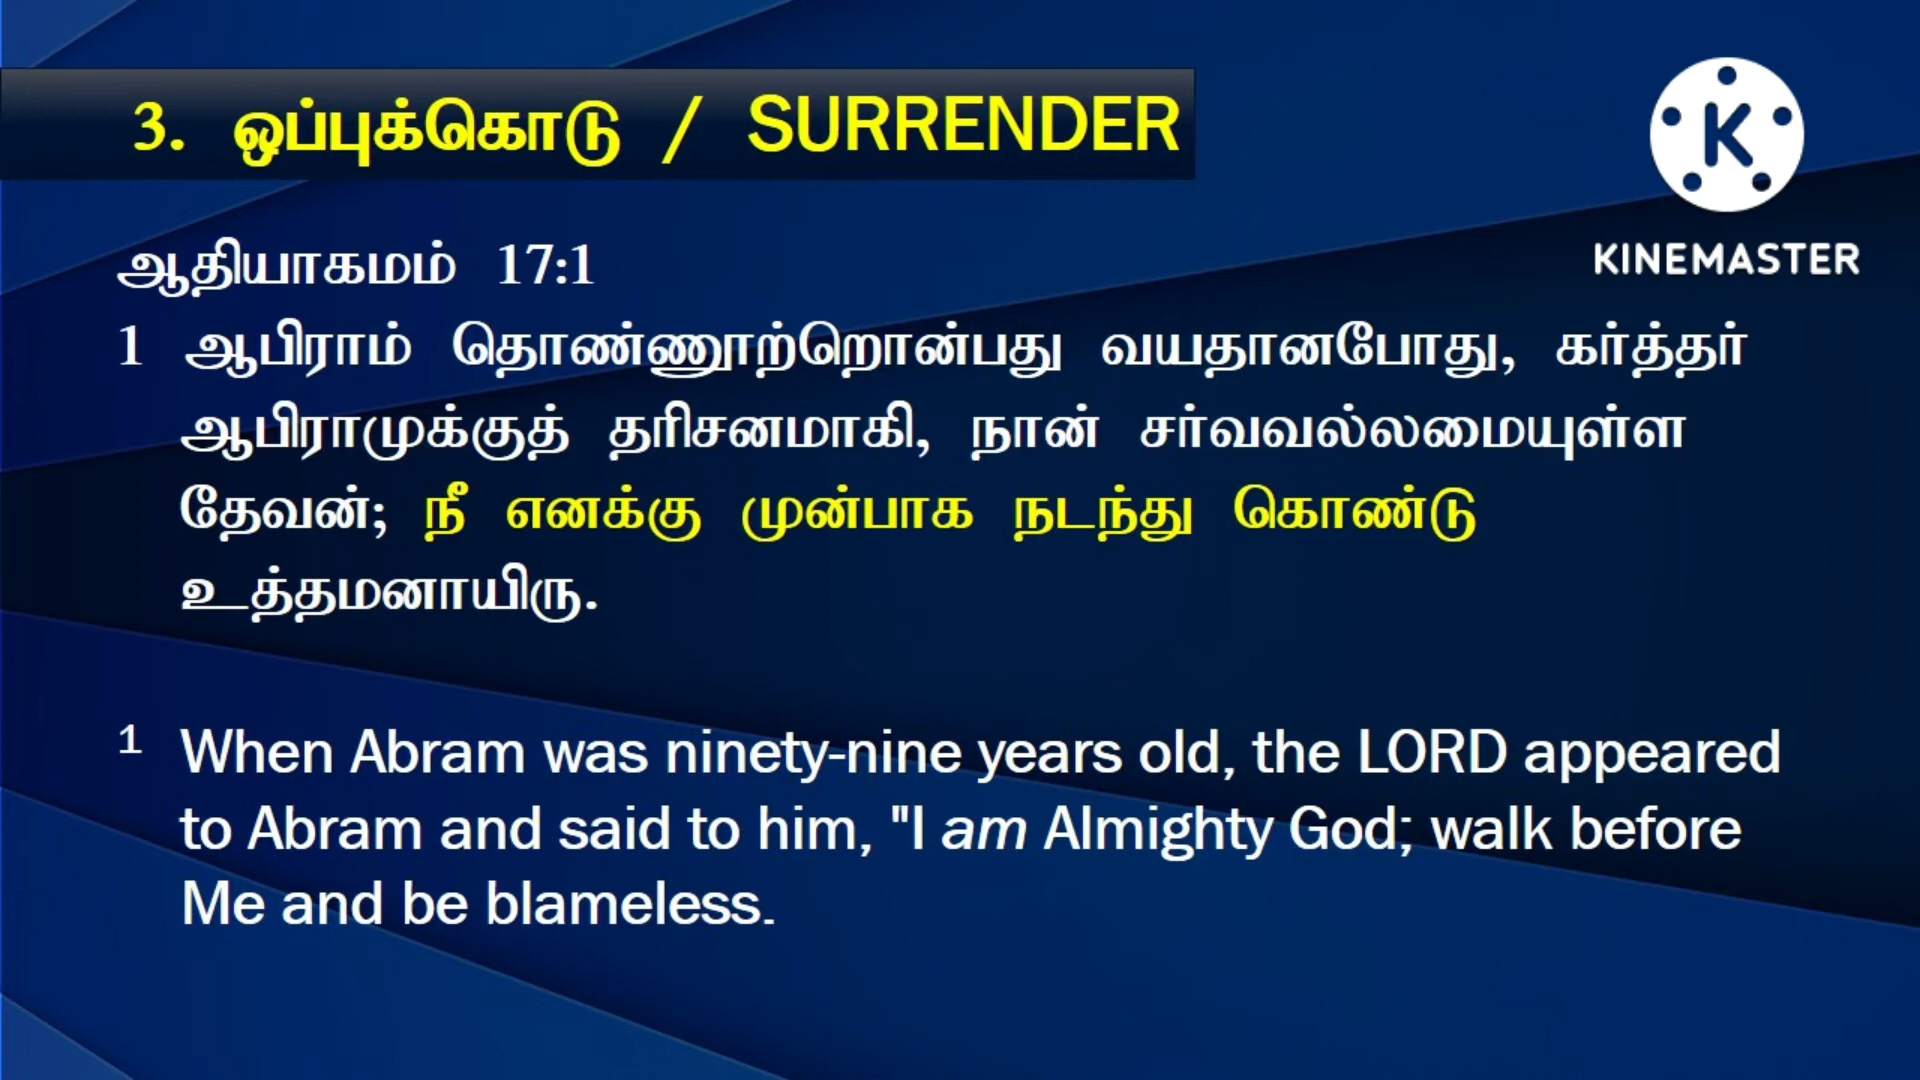 3. ஒப்புக்கொடு / SURRENDER
KINEMASTER
ஆதியாகமம் 17:1
1 ஆபிராம் தொண்ணூற்றொன்பது வயதானபோது, கர்த்தர்
ஆபிராமுக்குத் தரிசனமாகி, நான் சர்வவல்லமையுள்ள
தேவன்; நீ எனக்கு முன்பாக நடந்து கொண்டு
உத்தமனாயிரு.
1 When Abram was ninety-nine years old, the LORD appeared
to Abram and said to him, "I am Almighty God; walk before
Me and be blameless.